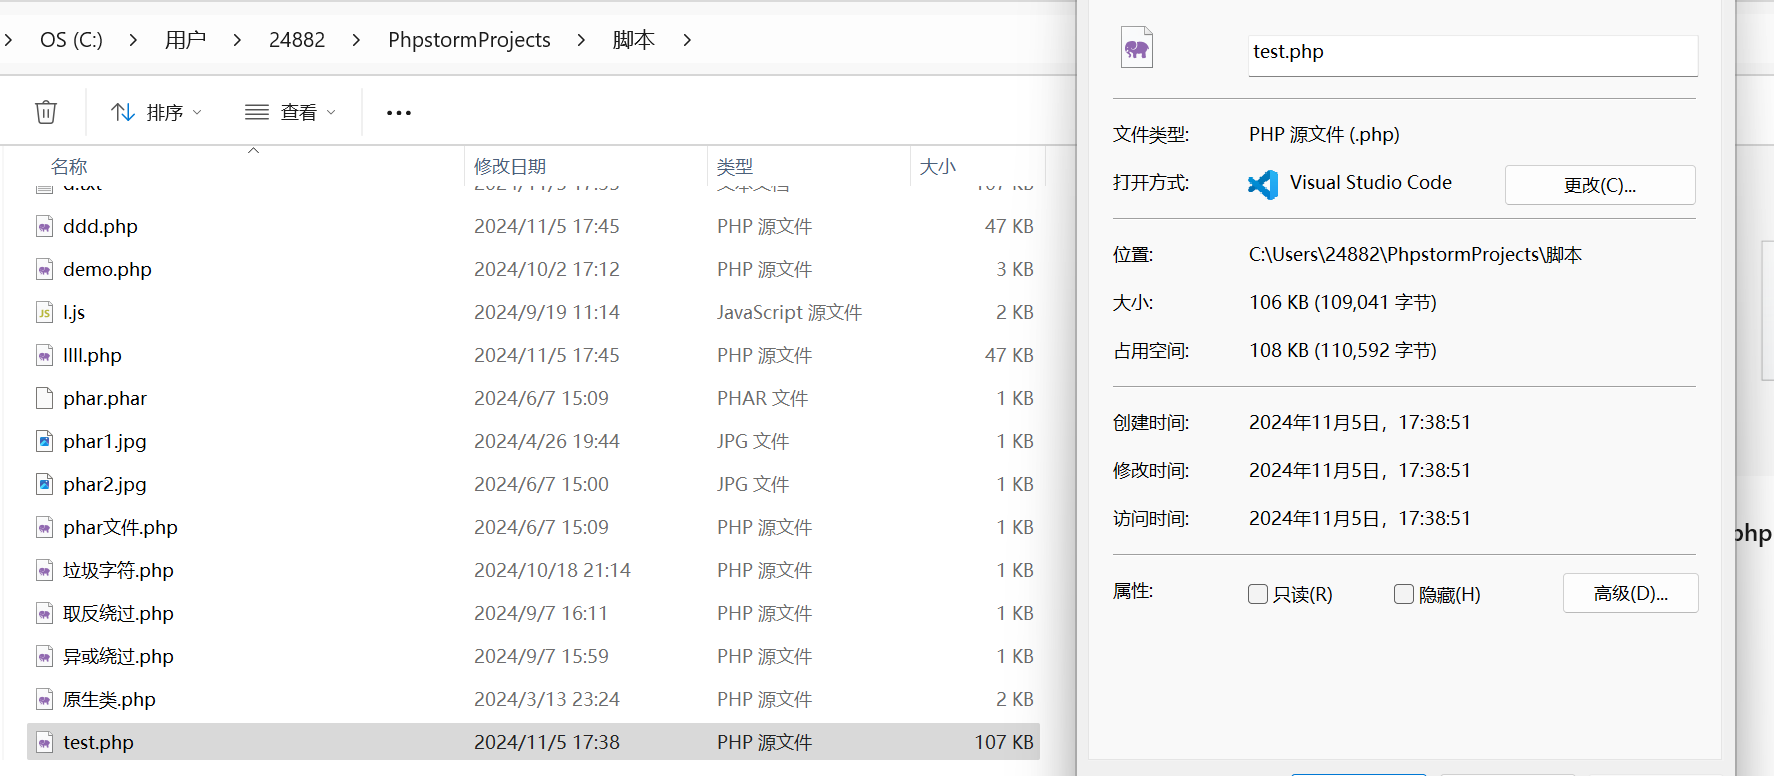 OS (C:) > 用户 > 24882 > PhpstormProjects > 脚本 >
排序 查看 •••
名称 修改日期 类型 大小
d.txt 2024/11/5 17:35 文本文档 107 KB
ddd.php 2024/11/5 17:45 PHP 源文件 47 KB
demo.php 2024/10/2 17:12 PHP 源文件 3 KB
JS l.js 2024/9/19 11:14 JavaScript 源文件 2 KB
llll.php 2024/11/5 17:45 PHP 源文件 47 KB
phar.phar 2024/6/7 15:09 PHAR 文件 1 KB
phar1.jpg 2024/4/26 19:44 JPG 文件 1 KB
phar2.jpg 2024/6/7 15:00 JPG 文件 1 KB
phar文件.php 2024/6/7 15:09 PHP 源文件 1 KB
垃圾字符.php 2024/10/18 21:14 PHP 源文件 1 KB
取反绕过.php 2024/9/7 16:11 PHP 源文件 1 KB
异或绕过.php 2024/9/7 15:59 PHP 源文件 1 KB
原生类.php 2024/3/13 23:24 PHP 源文件 2 KB
test.php 2024/11/5 17:38 PHP 源文件 107 KB
test.php
文件类型: PHP 源文件 (.php)
打开方式: Visual Studio Code 更改(C)...
位置: C:\Users\24882\PhpstormProjects\脚本
大小: 106 KB (109,041 字节)
占用空间: 108 KB (110,592 字节)
创建时间: 2024年11月5日，17:38:51
修改时间: 2024年11月5日，17:38:51
访问时间: 2024年11月5日，17:38:51
属性: 只读(R) 隐藏(H) 高级(D)...
php